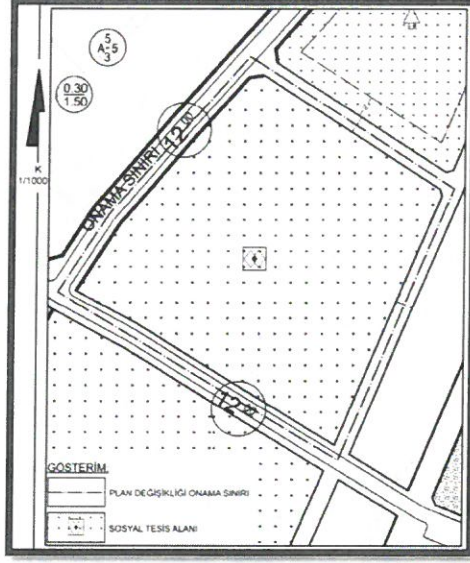 5
A-5
3
0.30
1.50
K
1/1000
ONAMA SINIRI
12.00
12.00
GÖSTERİM:
PLAN DEĞİŞİKLİĞİ ONAMA SINIRI
SOSYAL TESİS ALANI